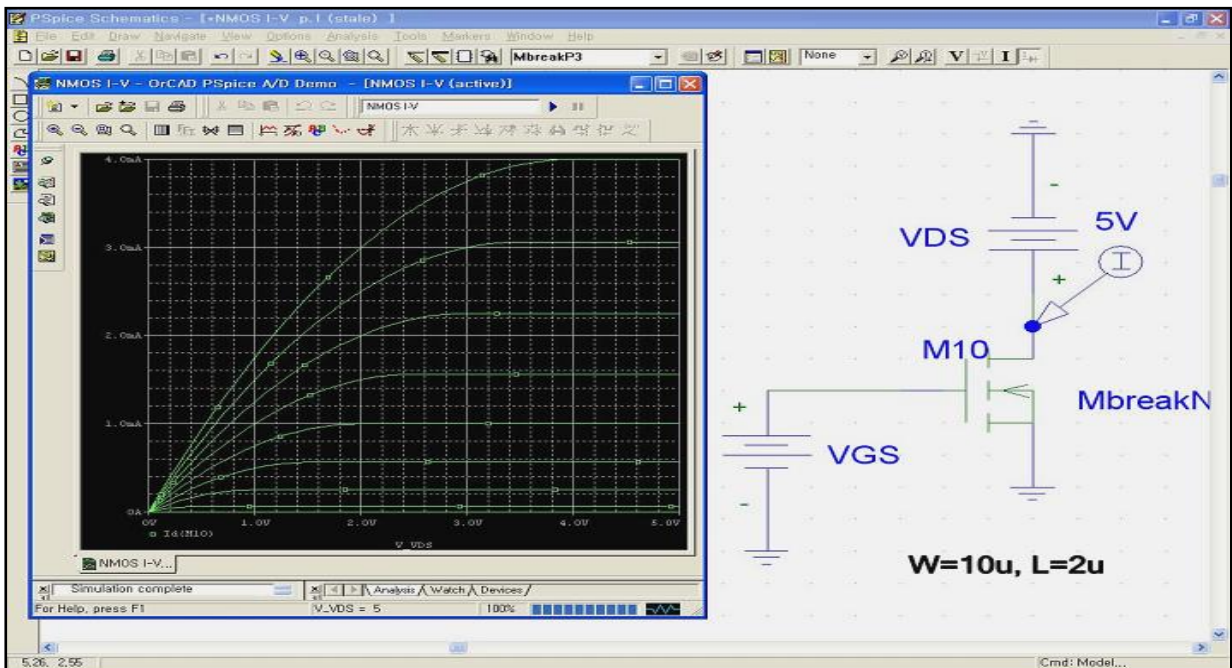 PSpice Schematics - [*NMOS I-V p.1 (stale) ]
File Edit Draw Navigate View Options Analysis Tools Markers Window Help
MbreakP3
None
V
I
NMOS I-V - OrCAD PSpice A/D Demo - [NMOS I-V (active)]
NMOS I-V
4.0mA
3.0mA
2.0mA
1.0mA
0A
0V 1.0V 2.0V 3.0V 4.0V 5.0V
Id(M10)
V_VDS
NMOS I-V...
Simulation complete
Analysis Watch Devices
For Help, press F1
V_VDS = 5
100%
-
VDS
5V
I
+
M10
MbreakN
+
VGS
-
W=10u, L=2u
5.26, 2.55
Cmd: Model...